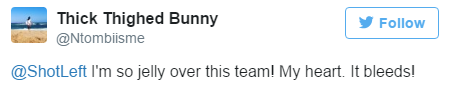 Thick Thighed Bunny
@Ntombiisme
Follow
@ShotLeft I'm so jelly over this team! My heart. It bleeds!